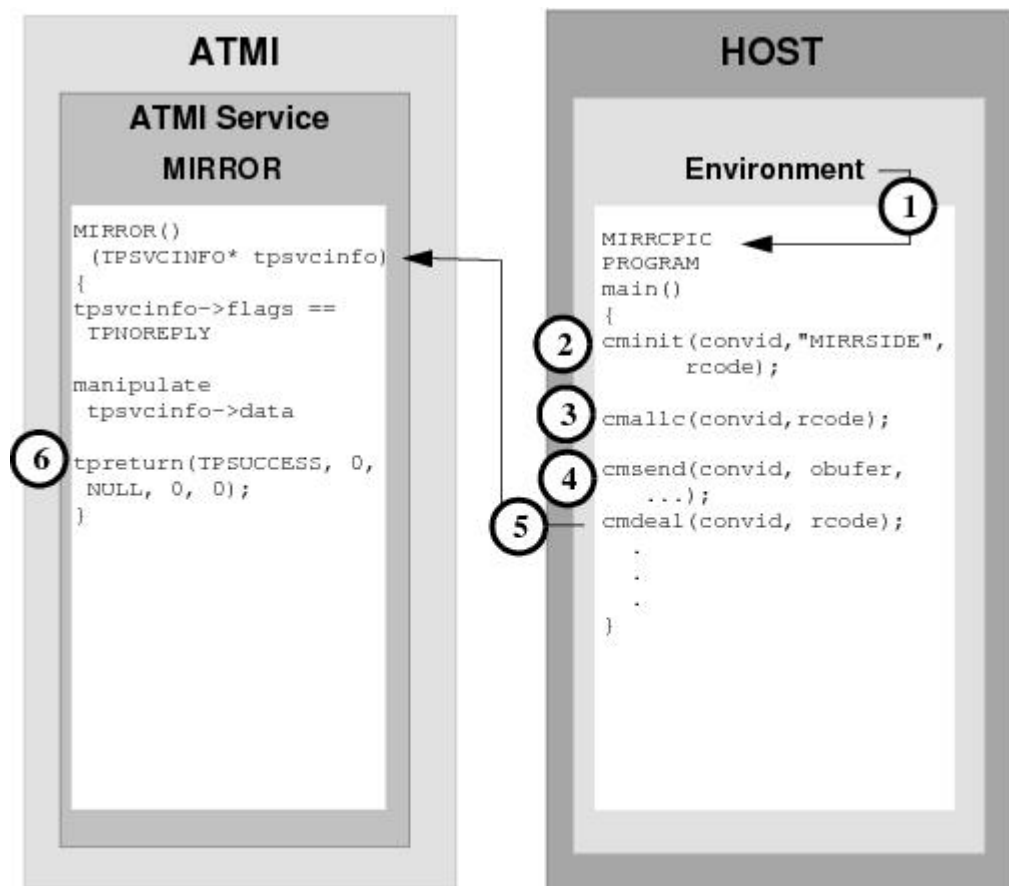 ATMI
ATMI Service
MIRROR
MIRROR()
(TPSVCINFO* tpsvcinfo)
{
tpsvcinfo->flags ==
TPNOREPLY
manipulate
tpsvcinfo->data
6
tpreturn(TPSUCCESS, 0,
NULL, 0, 0);
}
HOST
Environment
1
MIRRCPIC
PROGRAM
main()
{
2
cminit(convid,"MIRRSIDE",
rcode);
3
cmallc(convid,rcode);
4
cmsend(convid, obufer,
...);
5
cmdeal(convid, rcode);
.
.
.
}